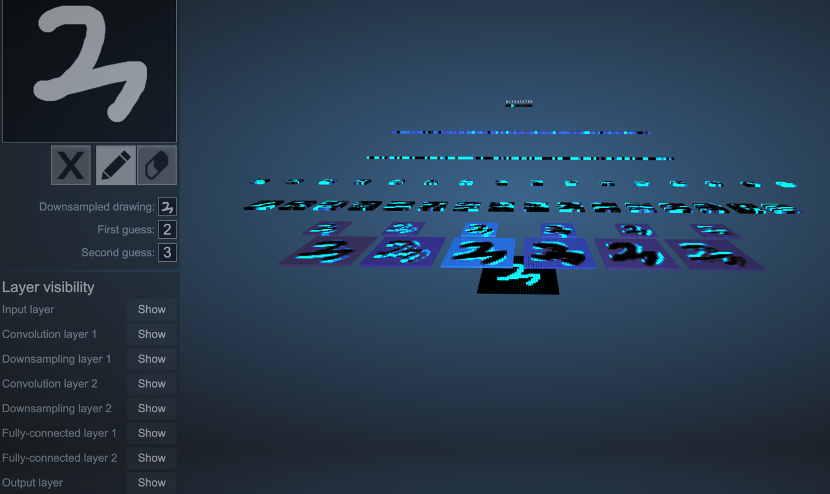 0123456789
X
Downsampled drawing:
First guess: 2
Second guess: 3
Layer visibility
Input layer Show
Convolution layer 1 Show
Downsampling layer 1 Show
Convolution layer 2 Show
Downsampling layer 2 Show
Fully-connected layer 1 Show
Fully-connected layer 2 Show
Output layer Show